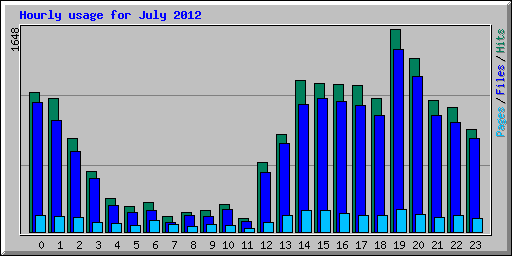 Hourly usage for July 2012
1648
Pages/Files/Hits
0 1 2 3 4 5 6 7 8 9 10 11 12 13 14 15 16 17 18 19 20 21 22 23